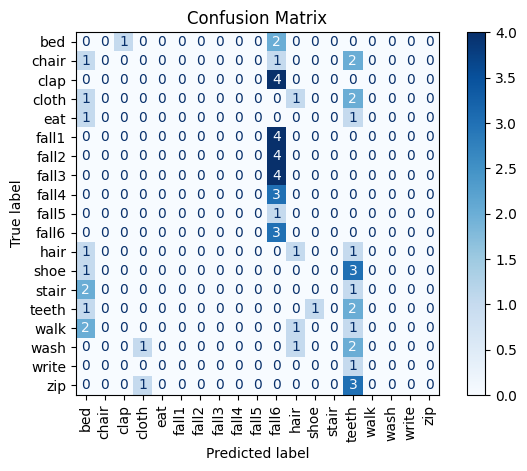 Confusion Matrix
True label
bed 0 0 1 0 0 0 0 0 0 0 2 0 0 0 0 0 0 0 0
chair 1 0 0 0 0 0 0 0 0 0 1 0 0 0 2 0 0 0 0
clap 0 0 0 0 0 0 0 0 0 0 4 0 0 0 0 0 0 0 0
cloth 1 0 0 0 0 0 0 0 0 0 0 1 0 0 2 0 0 0 0
eat 1 0 0 0 0 0 0 0 0 0 0 0 0 0 1 0 0 0 0
fall1 0 0 0 0 0 0 0 0 0 0 4 0 0 0 0 0 0 0 0
fall2 0 0 0 0 0 0 0 0 0 0 4 0 0 0 0 0 0 0 0
fall3 0 0 0 0 0 0 0 0 0 0 4 0 0 0 0 0 0 0 0
fall4 0 0 0 0 0 0 0 0 0 0 3 0 0 0 0 0 0 0 0
fall5 0 0 0 0 0 0 0 0 0 0 1 0 0 0 0 0 0 0 0
fall6 0 0 0 0 0 0 0 0 0 0 3 0 0 0 0 0 0 0 0
hair 1 0 0 0 0 0 0 0 0 0 0 1 0 0 1 0 0 0 0
shoe 1 0 0 0 0 0 0 0 0 0 0 0 0 0 3 0 0 0 0
stair 2 0 0 0 0 0 0 0 0 0 0 0 0 0 1 0 0 0 0
teeth 1 0 0 0 0 0 0 0 0 0 0 0 1 0 2 0 0 0 0
walk 2 0 0 0 0 0 0 0 0 0 0 1 0 0 1 0 0 0 0
wash 0 0 0 1 0 0 0 0 0 0 0 1 0 0 2 0 0 0 0
write 0 0 0 0 0 0 0 0 0 0 0 0 0 0 1 0 0 0 0
zip 0 0 0 1 0 0 0 0 0 0 0 0 0 0 3 0 0 0 0
bed chair clap cloth eat fall1 fall2 fall3 fall4 fall5 fall6 hair shoe stair teeth walk wash write zip
Predicted label
4.0
3.5
3.0
2.5
2.0
1.5
1.0
0.5
0.0